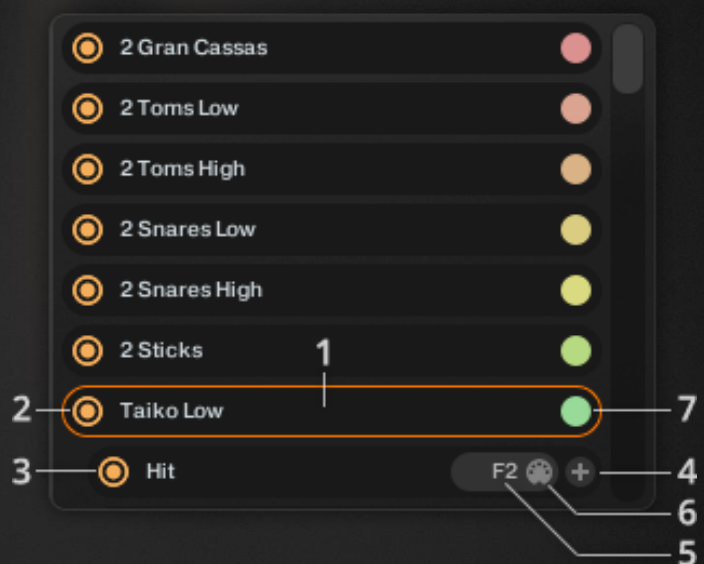 2 Gran Cassas
2 Toms Low
2 Toms High
2 Snares Low
2 Snares High
2 Sticks
1
2 Taiko Low 7
3 Hit F2 + 4
6
5